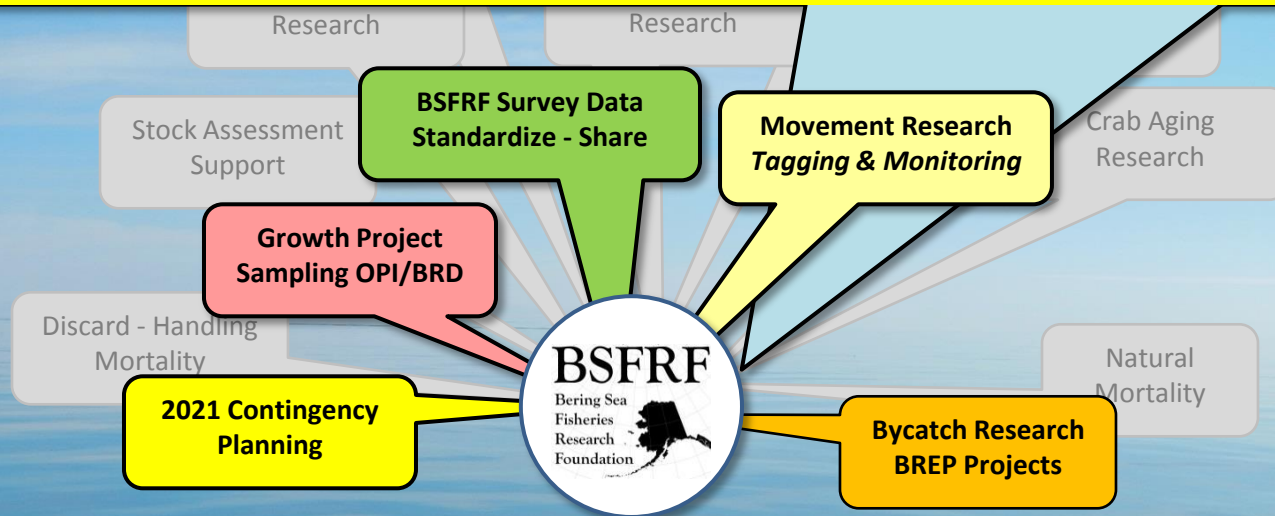 Research
Research
BSFRF Survey Data
Standardize - Share
Movement Research
Tagging & Monitoring
Stock Assessment
Support
Crab Aging
Research
Growth Project
Sampling OPI/BRD
Discard - Handling
Mortality
BSFRF
Bering Sea
Fisheries
Research
Foundation
Natural
Mortality
2021 Contingency
Planning
Bycatch Research
BREP Projects